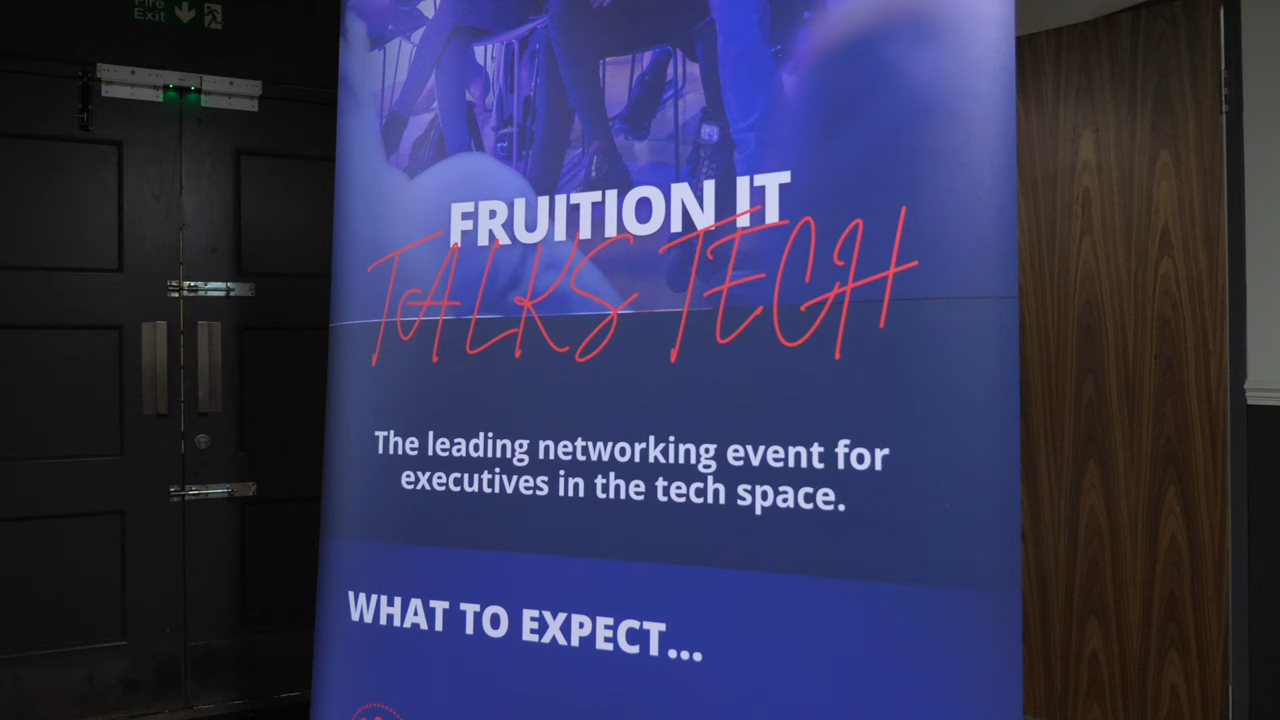 Fire
Exit
FRUITION IT
TALKS TECH
The leading networking event for
executives in the tech space.
WHAT TO EXPECT...